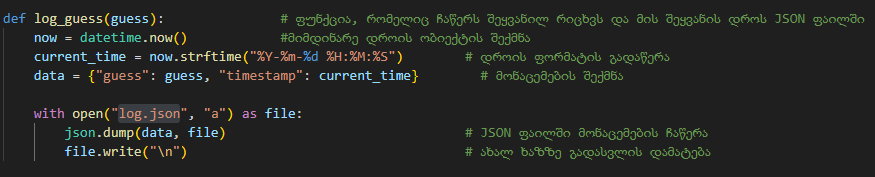 def log_guess(guess): # ფუნქცია, რომელიც ჩაწერს შეყვანილ რიცხვს და მის შეყვანის დროს JSON ფაილში
now = datetime.now() #მიმდინარე დროის ობიექტის შექმნა
current_time = now.strftime("%Y-%m-%d %H:%M:%S") # დროის ფორმატის გადაწერა
data = {"guess": guess, "timestamp": current_time} # მონაცემების შექმნა
with open("log.json", "a") as file:
json.dump(data, file) # JSON ფაილში მონაცემების ჩაწერა
file.write("\n") # ახალ ხაზზე გადასვლის დამატება